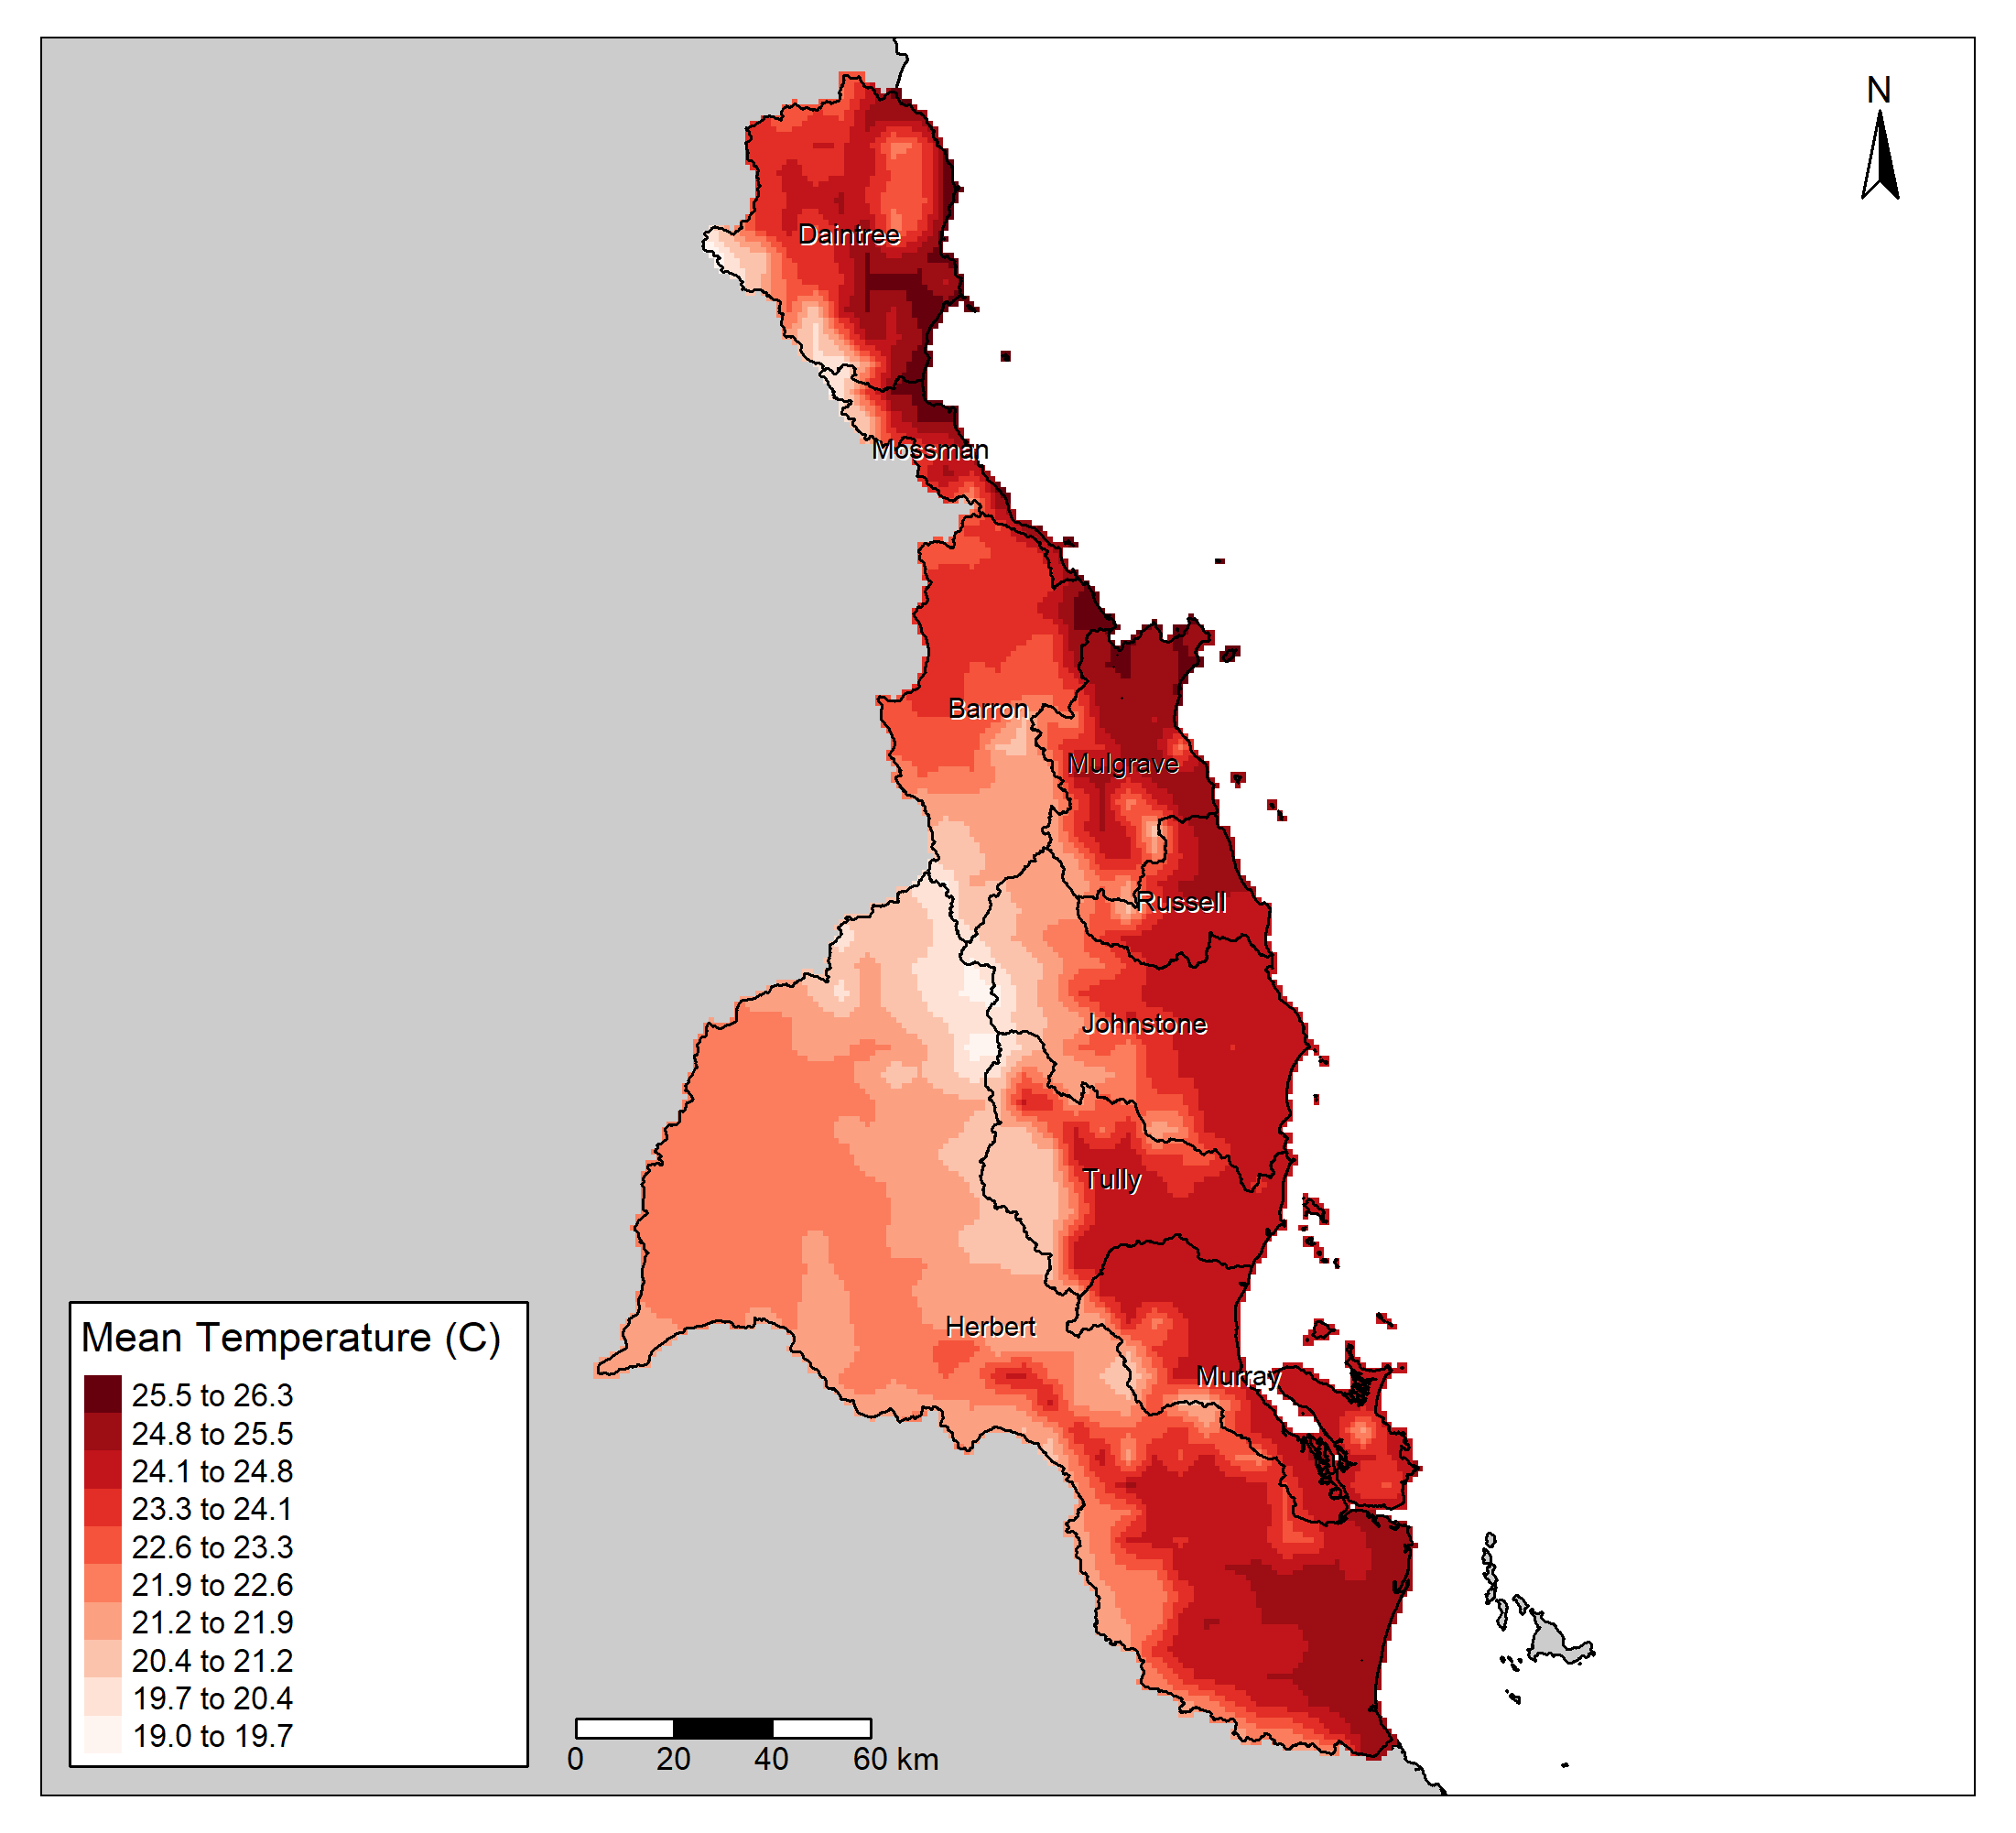 N
Daintree
Mossman
Barron
Mulgrave
Russell
Johnstone
Tully
Herbert
Murray
Mean Temperature (C)
25.5 to 26.3
24.8 to 25.5
24.1 to 24.8
23.3 to 24.1
22.6 to 23.3
21.9 to 22.6
21.2 to 21.9
20.4 to 21.2
19.7 to 20.4
19.0 to 19.7
0 20 40 60 km